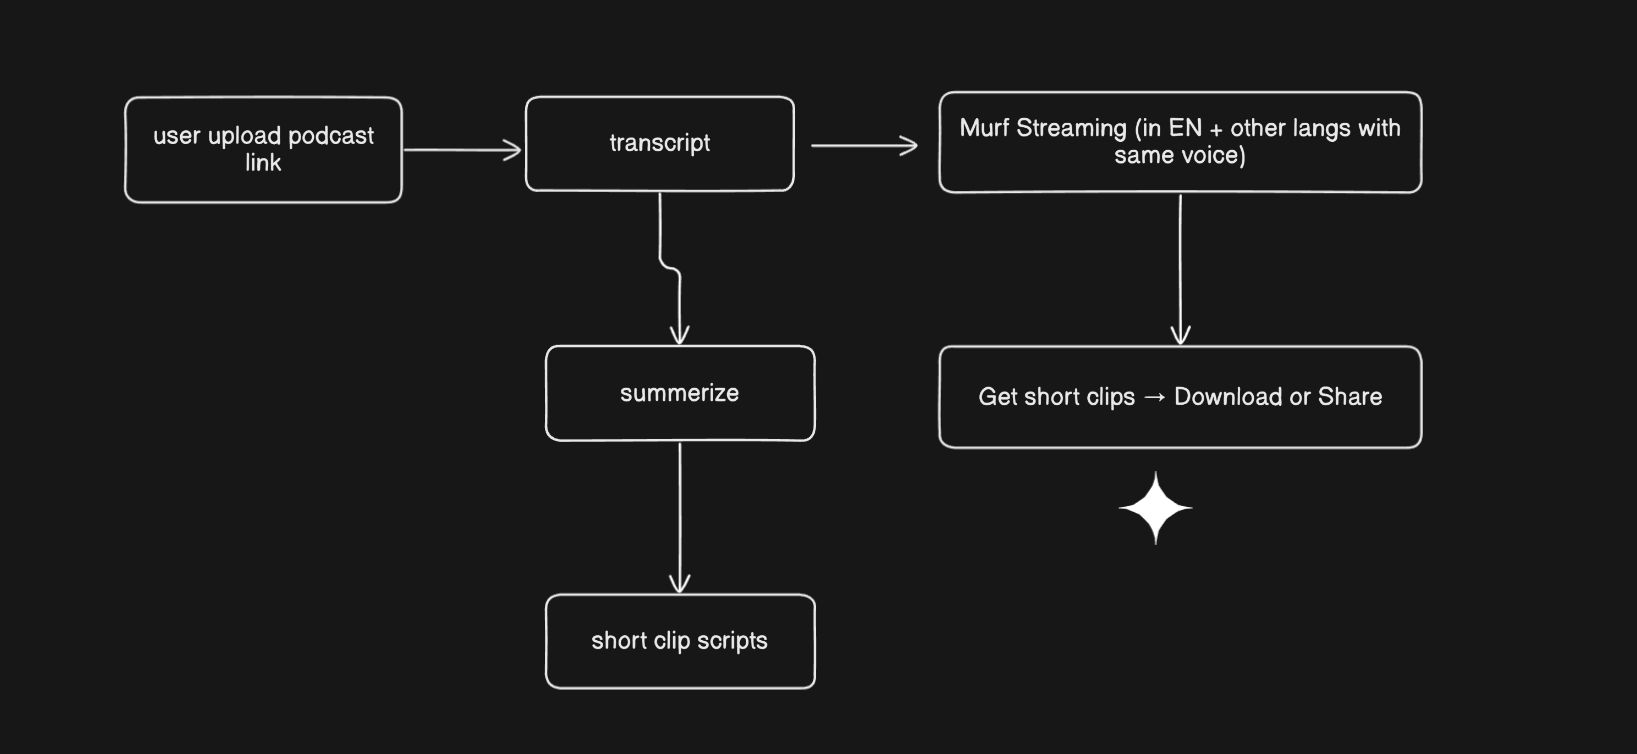 user upload podcast
link
transcript
Murf Streaming (in EN + other langs with
same voice)
summerize
Get short clips → Download or Share
short clip scripts